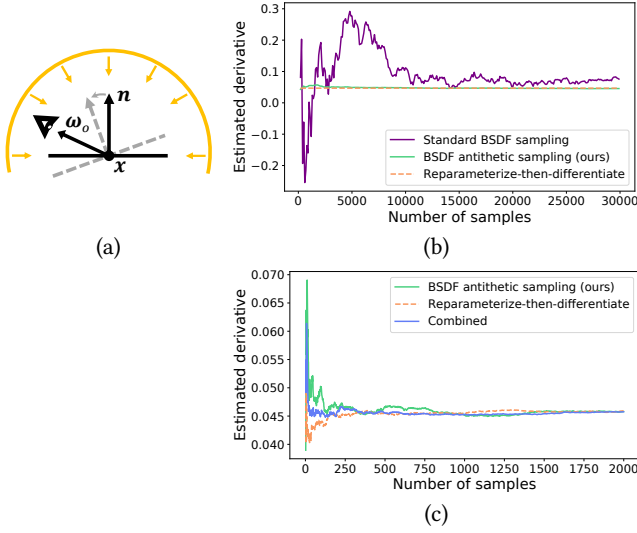 n
ω_o
x
(a)
Estimated derivative
0.3
0.2
0.1
0.0
−0.1
−0.2
Standard BSDF sampling
BSDF antithetic sampling (ours)
Reparameterize-then-differentiate
0 5000 10000 15000 20000 25000 30000
Number of samples
(b)
Estimated derivative
0.070
0.065
0.060
0.055
0.050
0.045
0.040
BSDF antithetic sampling (ours)
Reparameterize-then-differentiate
Combined
0 250 500 750 1000 1250 1500 1750 2000
Number of samples
(c)